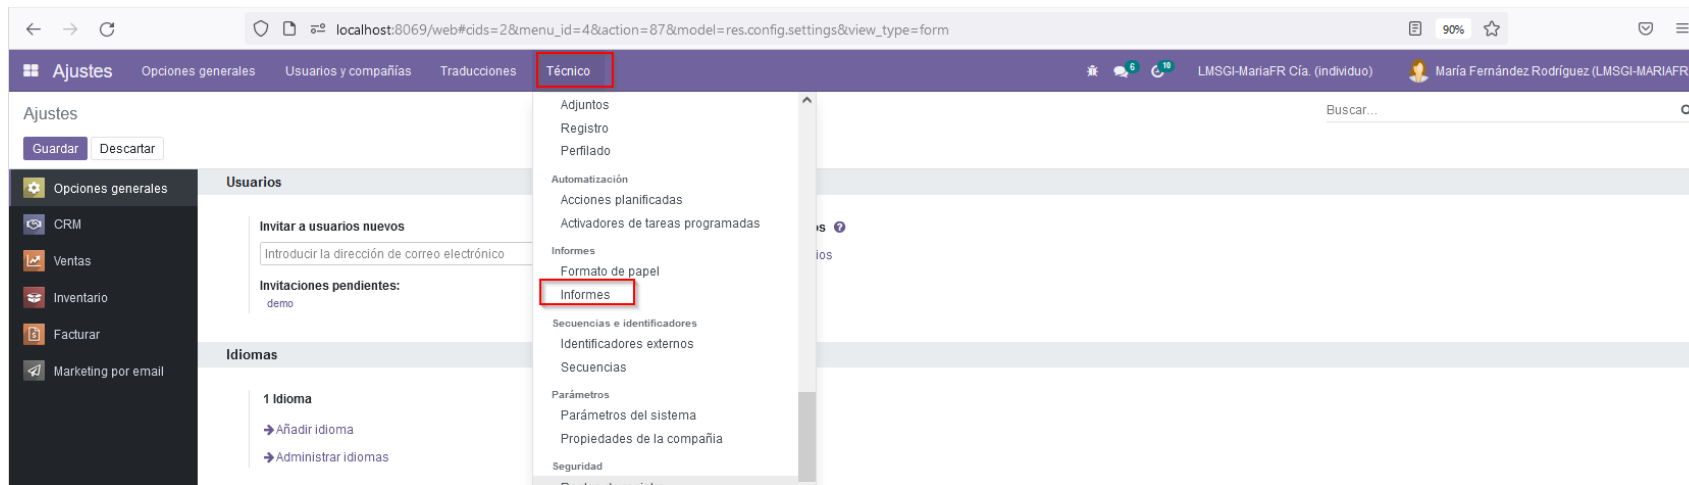 localhost:8069/web#cids=2&menu_id=4&action=87&model=res.config.settings&view_type=form
90%
Ajustes Opciones generales Usuarios y compañías Traducciones Técnico 6 10 LMSGI-MariaFR Cía. (individuo) María Fernández Rodríguez (LMSGI-MARIAFR
Ajustes
Buscar...
Guardar Descartar
Opciones generales
CRM
Ventas
Inventario
Facturar
Marketing por email
Usuarios
Invitar a usuarios nuevos
Introducir la dirección de correo electrónico
Invitaciones pendientes:
demo
Idiomas
1 Idioma
Añadir idioma
Administrar idiomas
Adjuntos
Registro
Perfilado
Automatización
Acciones planificadas
Activadores de tareas programadas
Informes
Formato de papel
Informes
Secuencias e identificadores
Identificadores externos
Secuencias
Parámetros
Parámetros del sistema
Propiedades de la compañia
Seguridad
os
ios